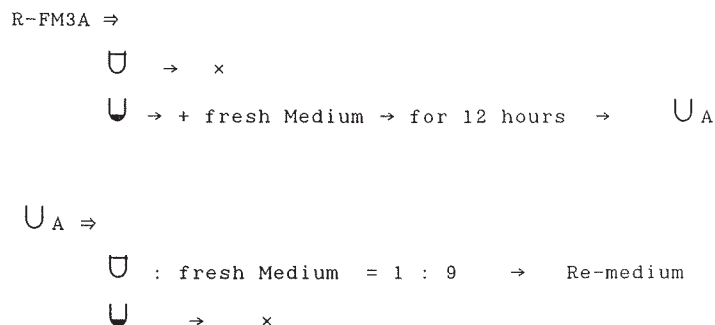 R-FM3A ⇒
→ ×
→ + fresh Medium → for 12 hours → A
A ⇒
: fresh Medium = 1 : 9 → Re-medium
→ ×